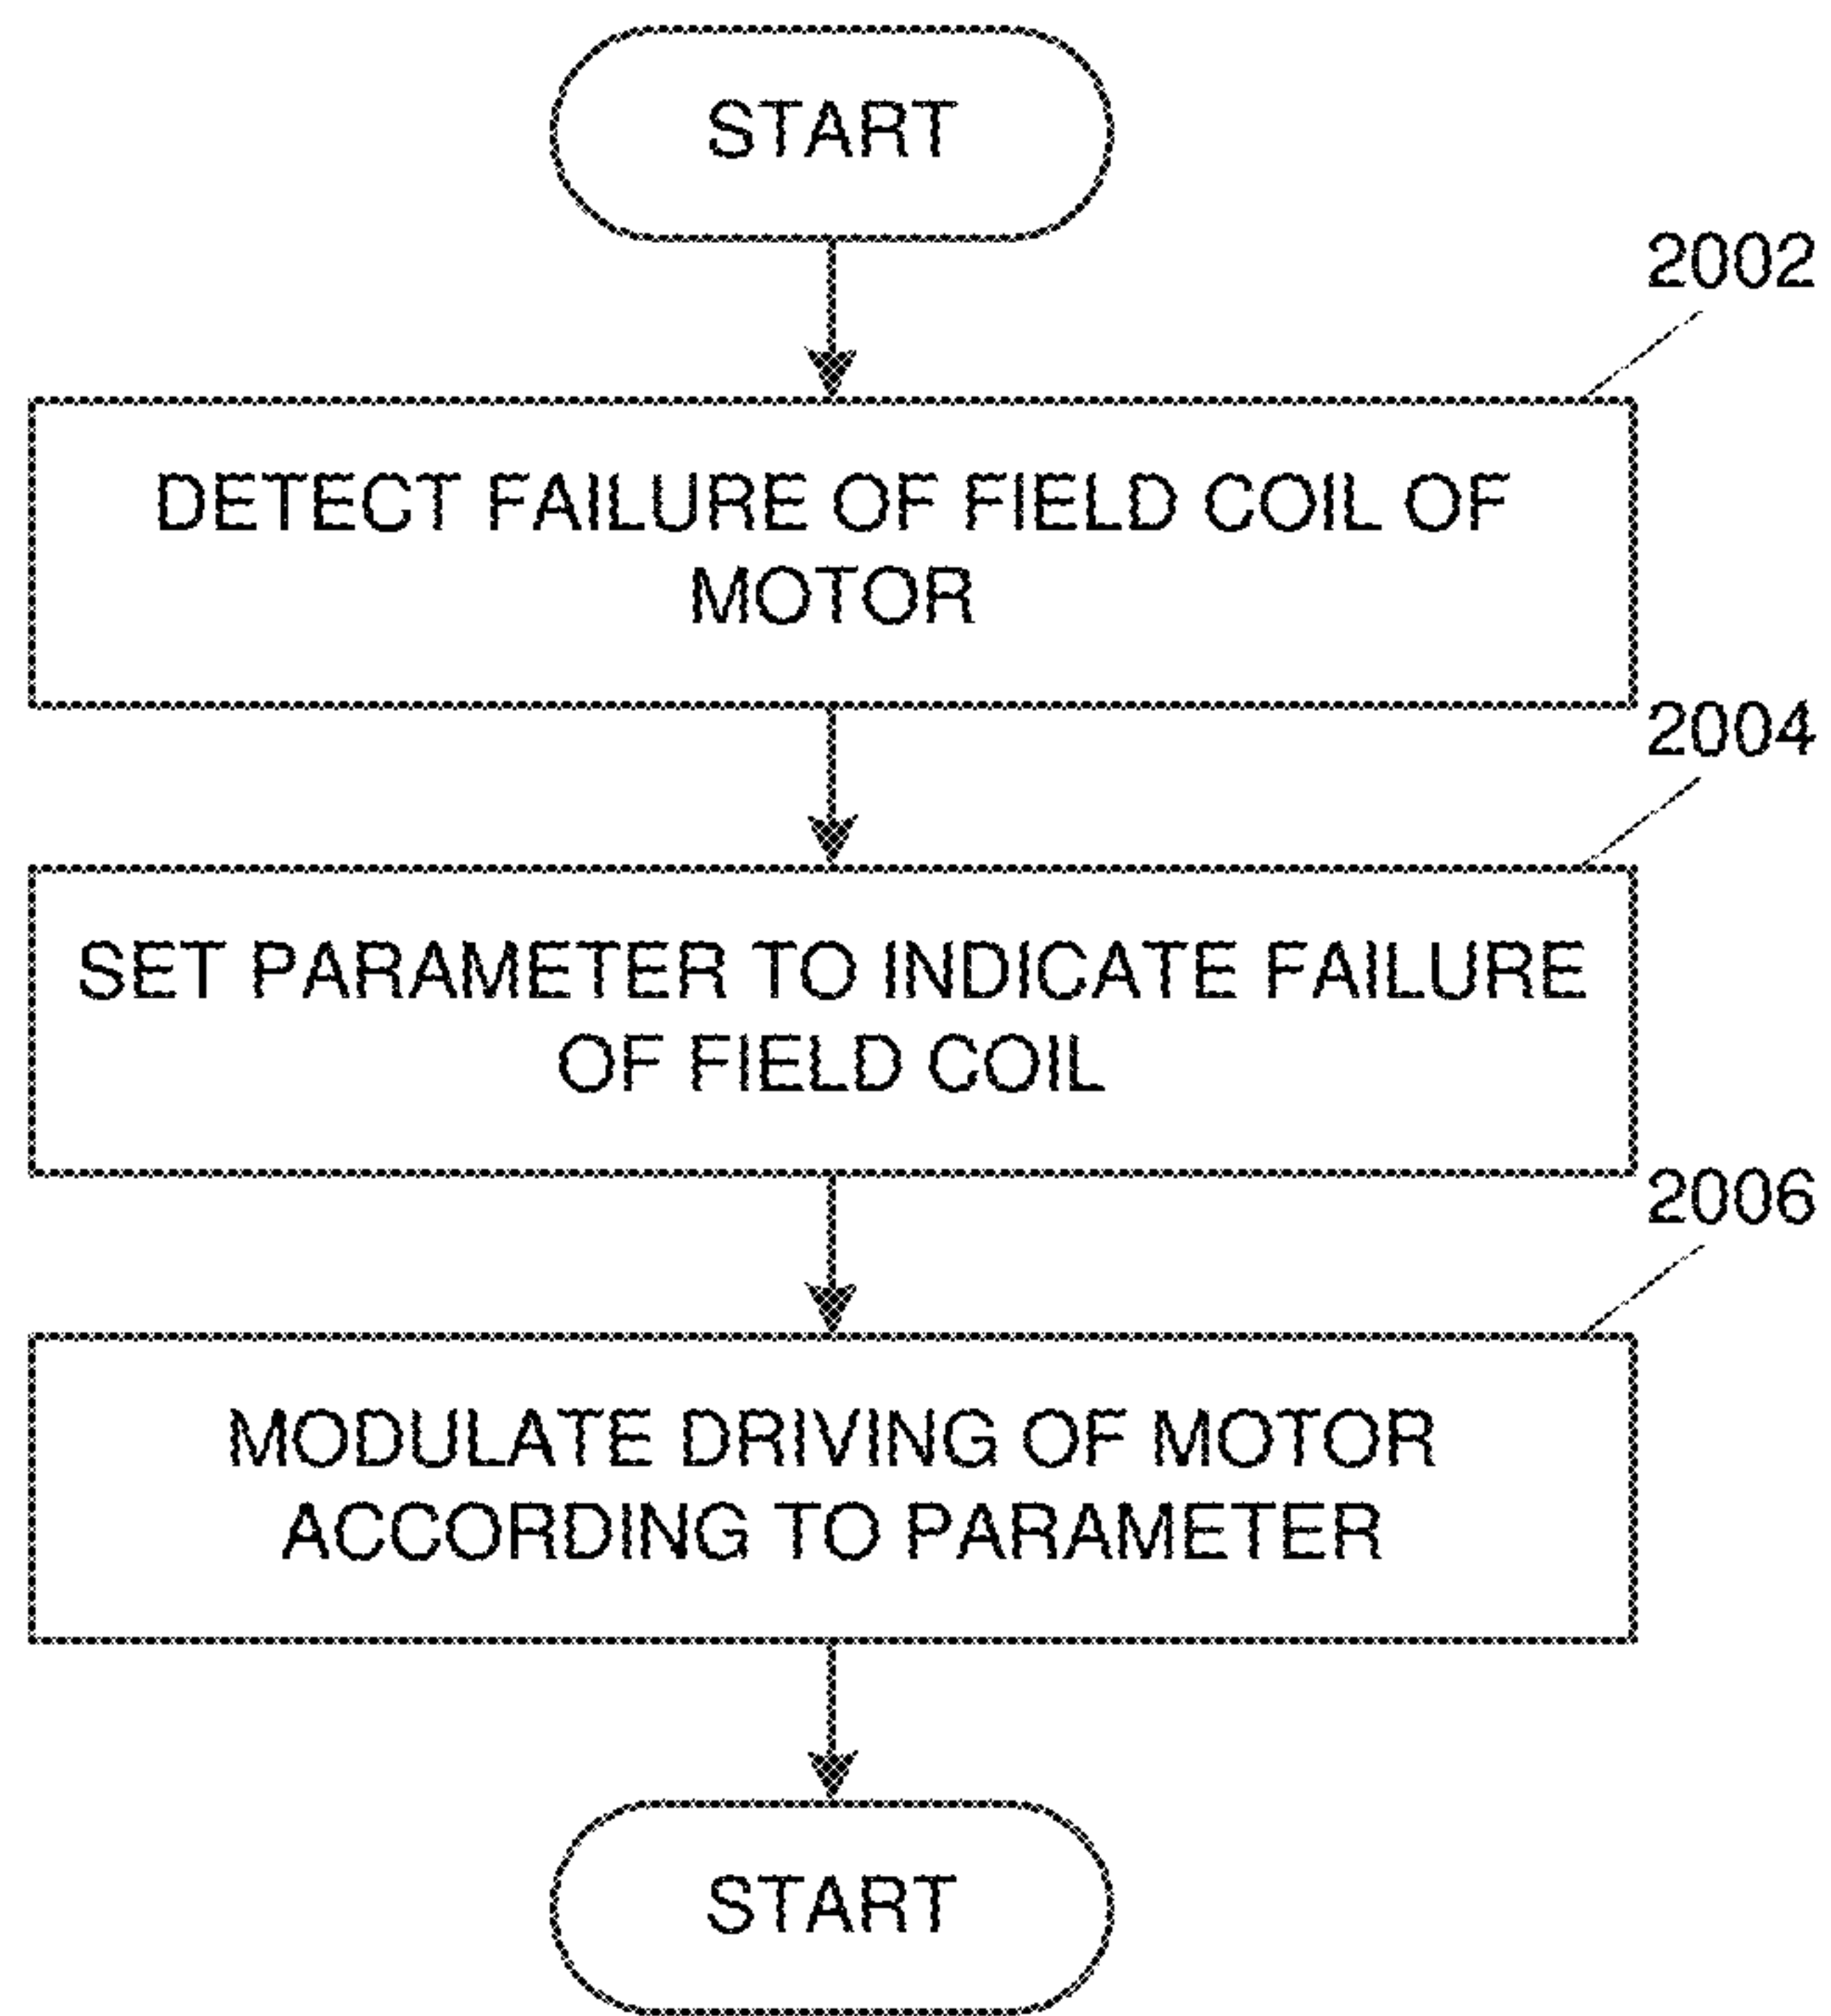 START
2002
DETECT FAILURE OF FIELD COIL OF
MOTOR
2004
SET PARAMETER TO INDICATE FAILURE
OF FIELD COIL
2006
MODULATE DRIVING OF MOTOR
ACCORDING TO PARAMETER
START